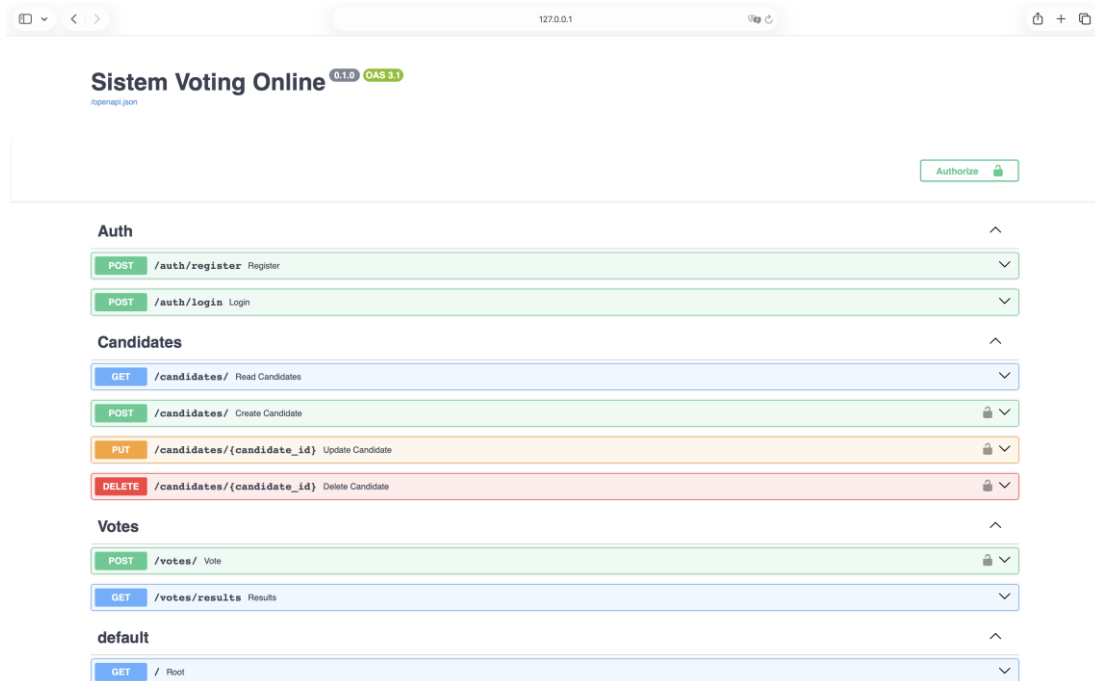 127.0.0.1
Sistem Voting Online 0.1.0 OAS 3.1
/openapi.json
Authorize
Auth
POST /auth/register Register
POST /auth/login Login
Candidates
GET /candidates/ Read Candidates
POST /candidates/ Create Candidate
PUT /candidates/{candidate_id} Update Candidate
DELETE /candidates/{candidate_id} Delete Candidate
Votes
POST /votes/ Vote
GET /votes/results Results
default
GET / Root